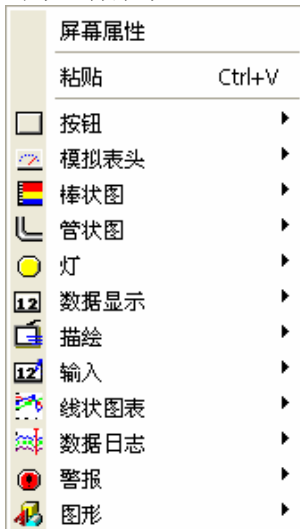 屏幕属性
粘贴 Ctrl+V
按钮
模拟表头
棒状图
管状图
灯
12 数据显示
描绘
12 输入
线状图表
数据日志
警报
图形